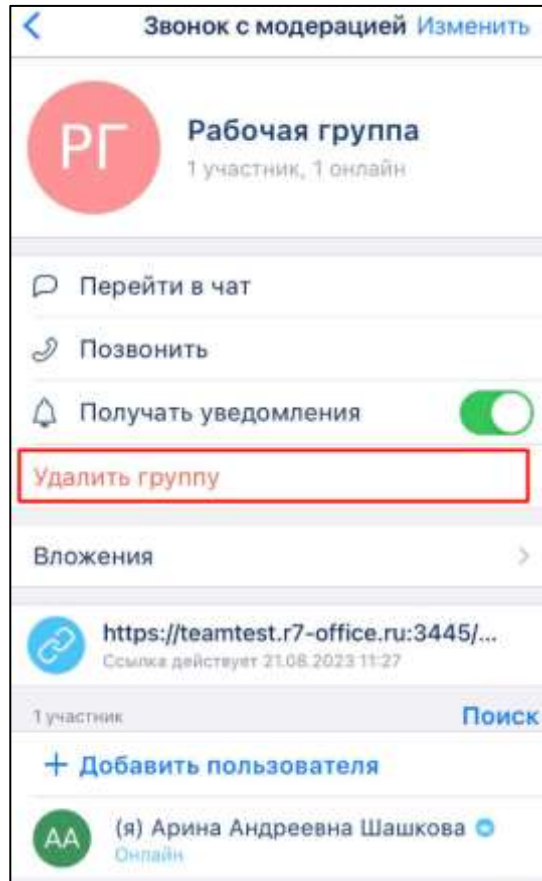 Звонок с модерацией Изменить
РГ
Рабочая группа
1 участник, 1 онлайн
Перейти в чат
Позвонить
Получать уведомления
Удалить группу
Вложения
https://teamtest.r7-office.ru:3445/...
Ссылка действует 21.08.2023 11:27
1 участник Поиск
+ Добавить пользователя
АА
(я) Арина Андреевна Шашкова
Онлайн